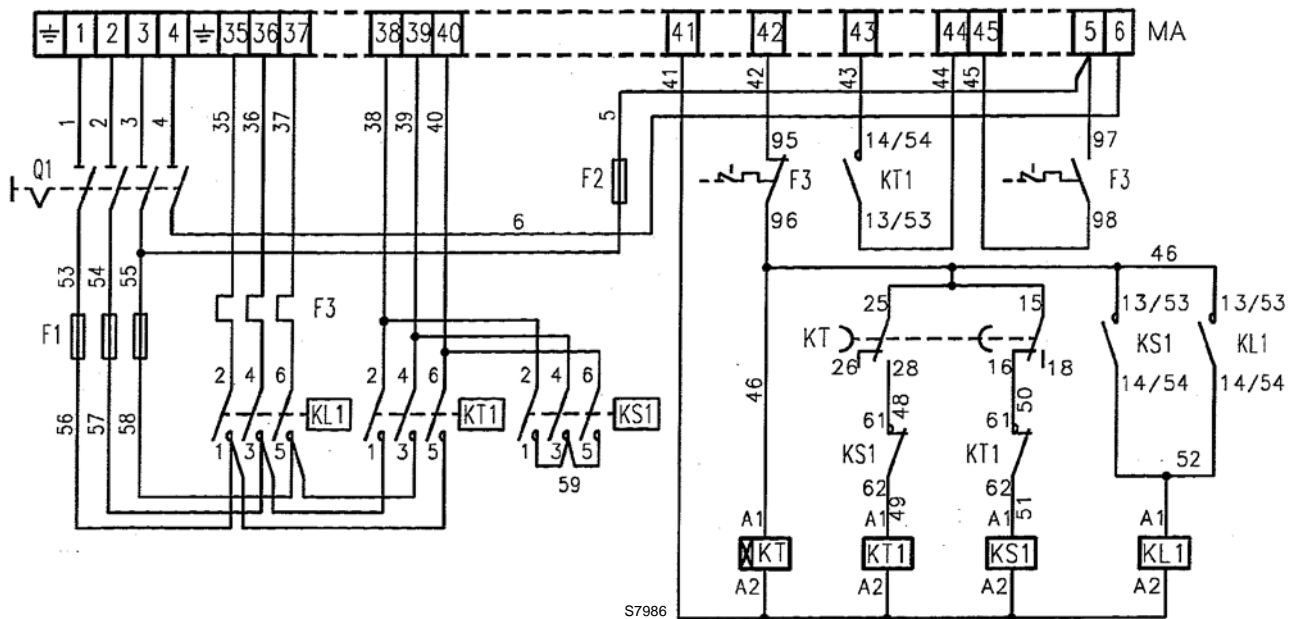 1 2 3 4 35 36 37 38 39 40 41 42 43 44 45 5 6 MA
1 2 3 4 35 36 37 38 39 40 5 41 42 43 44 45
95 14/54 97
Q1 F2 F3 KT1 F3
96 13/53 98
6
53 54 55 46
F1 F3
25 15 13/53 13/53
KT KS1 KL1
26 28 16 18 14/54 14/54
2 4 6 2 4 6 2 4 6
KL1 KT1 KS1
1 3 5 1 3 5 1 3 5
56 57 58 59 46 48 50
61 61
KS1 KT1
62 62 52
49 51
A1 A1 A1 A1
KT KT1 KS1 KL1
A2 A2 A2 A2
S7986